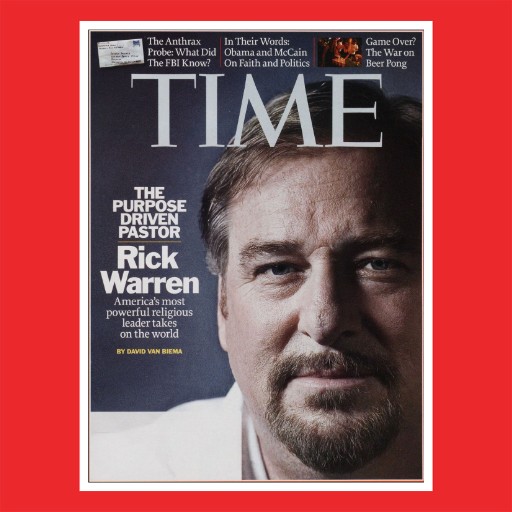 The Anthrax
Probe: What Did
The FBI Know?
In Their Words:
Obama and McCain
On Faith and Politics
Game Over?
The War on
Beer Pong
TIME
THE
PURPOSE
DRIVEN
PASTOR
Rick
Warren
America's most
powerful religious
leader takes
on the world
BY DAVID VAN BIEMA